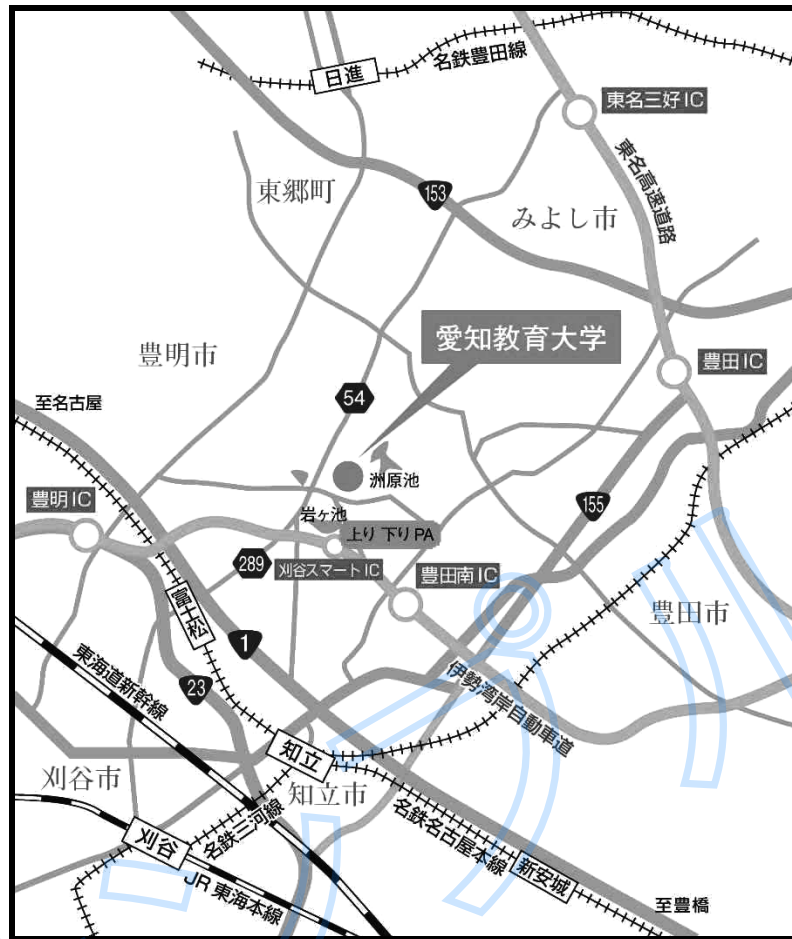 名鉄豊田線
日進
東名三好IC
東名高速道路
東郷町
153
みよし市
愛知教育大学
豊明市
豊田IC
54
至名古屋
洲原池
豊明IC
岩ヶ池
155
上り 下りPA
289
刈谷スマートIC
豊田南IC
富士松
豊田市
1
東海道新幹線
23
伊勢湾岸自動車道
知立
刈谷市
知立市
名鉄三河線
刈谷
名鉄名古屋本線
新安城
JR東海本線
至豊橋